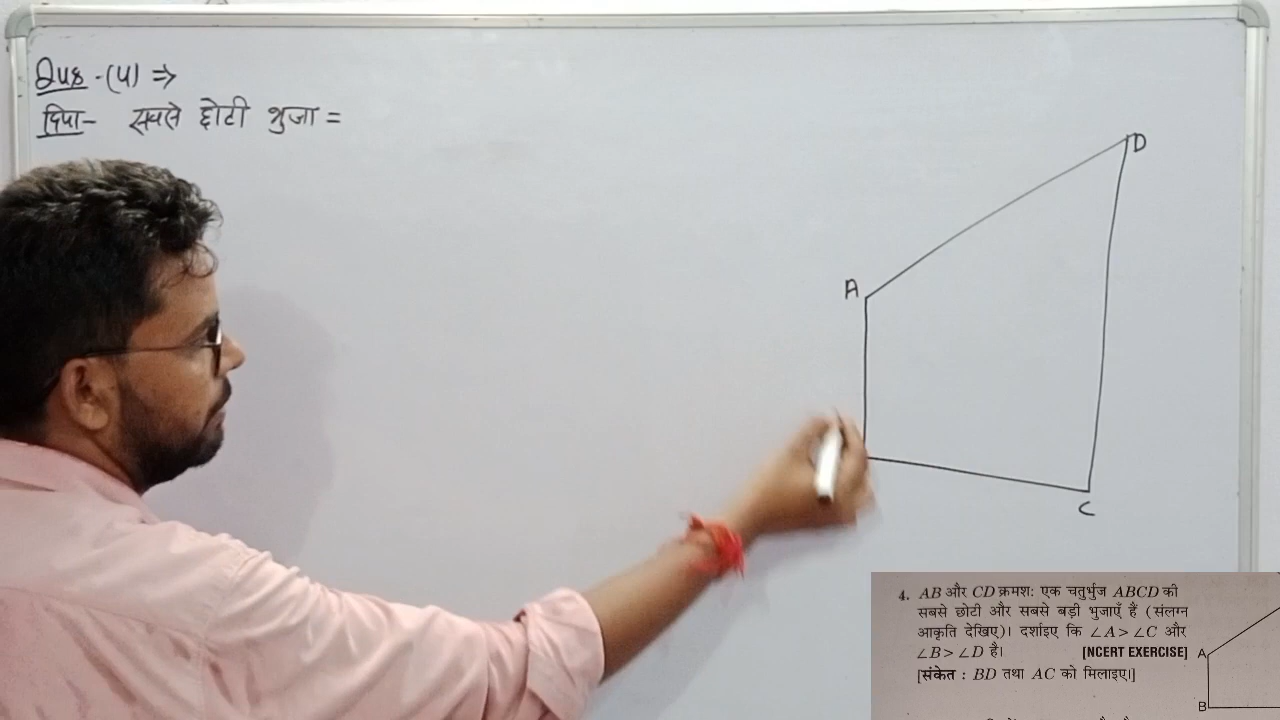 Ques -(4) ⇒
दिया- सबसे छोटी भुजा =
D
A
C
4. AB और CD क्रमशः एक चतुर्भुज ABCD की
सबसे छोटी और सबसे बड़ी भुजाएँ हैं (संलग्न
आकृति देखिए)। दर्शाइए कि ∠A > ∠C और
∠B > ∠D है। [NCERT EXERCISE]
[संकेत : BD तथा AC को मिलाइए।]
A
B